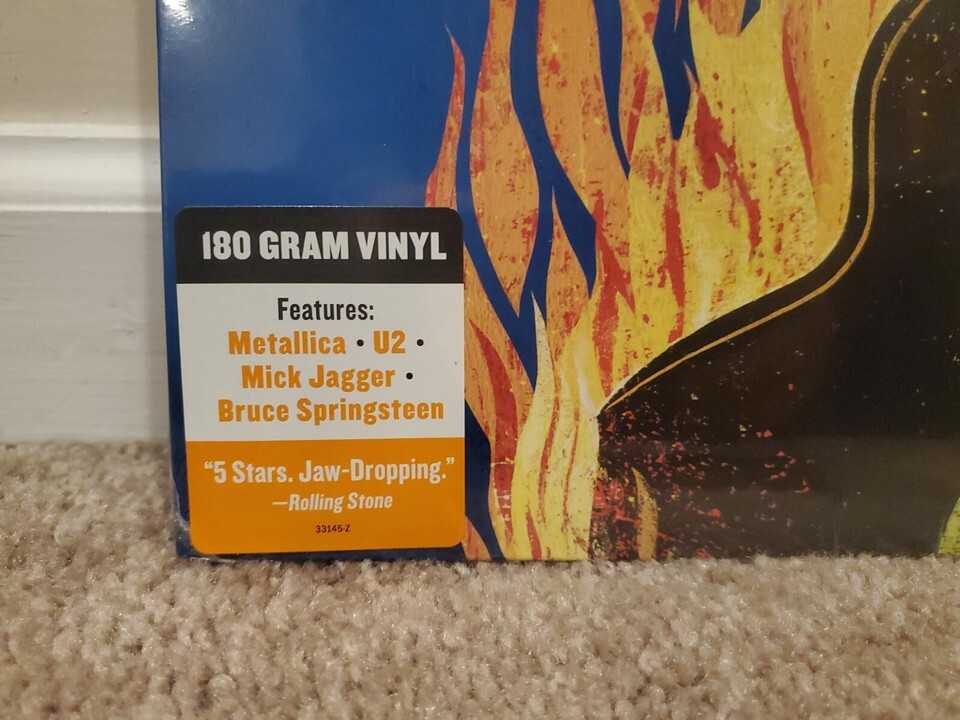 180 GRAM VINYL
Features:
Metallica • U2 •
Mick Jagger •
Bruce Springsteen
“5 Stars. Jaw-Dropping.”
—Rolling Stone
33145-Z